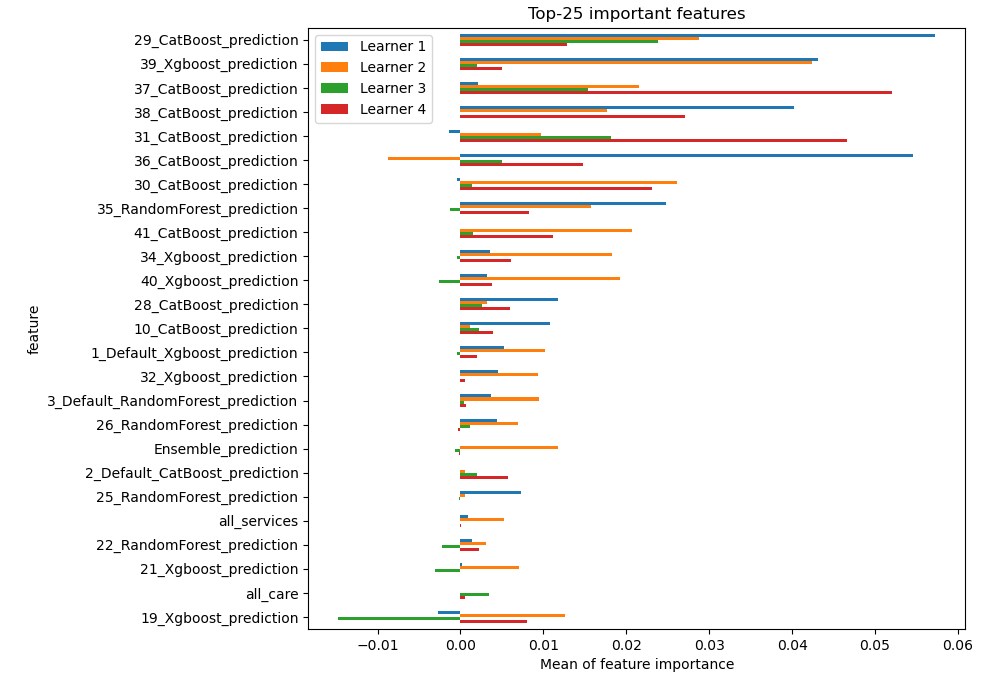 Top-25 important features
29_CatBoost_prediction
39_Xgboost_prediction
37_CatBoost_prediction
38_CatBoost_prediction
31_CatBoost_prediction
36_CatBoost_prediction
30_CatBoost_prediction
35_RandomForest_prediction
41_CatBoost_prediction
34_Xgboost_prediction
40_Xgboost_prediction
28_CatBoost_prediction
10_CatBoost_prediction
1_Default_Xgboost_prediction
32_Xgboost_prediction
3_Default_RandomForest_prediction
26_RandomForest_prediction
Ensemble_prediction
2_Default_CatBoost_prediction
25_RandomForest_prediction
all_services
22_RandomForest_prediction
21_Xgboost_prediction
all_care
19_Xgboost_prediction
feature
Learner 1
Learner 2
Learner 3
Learner 4
−0.01 0.00 0.01 0.02 0.03 0.04 0.05 0.06
Mean of feature importance